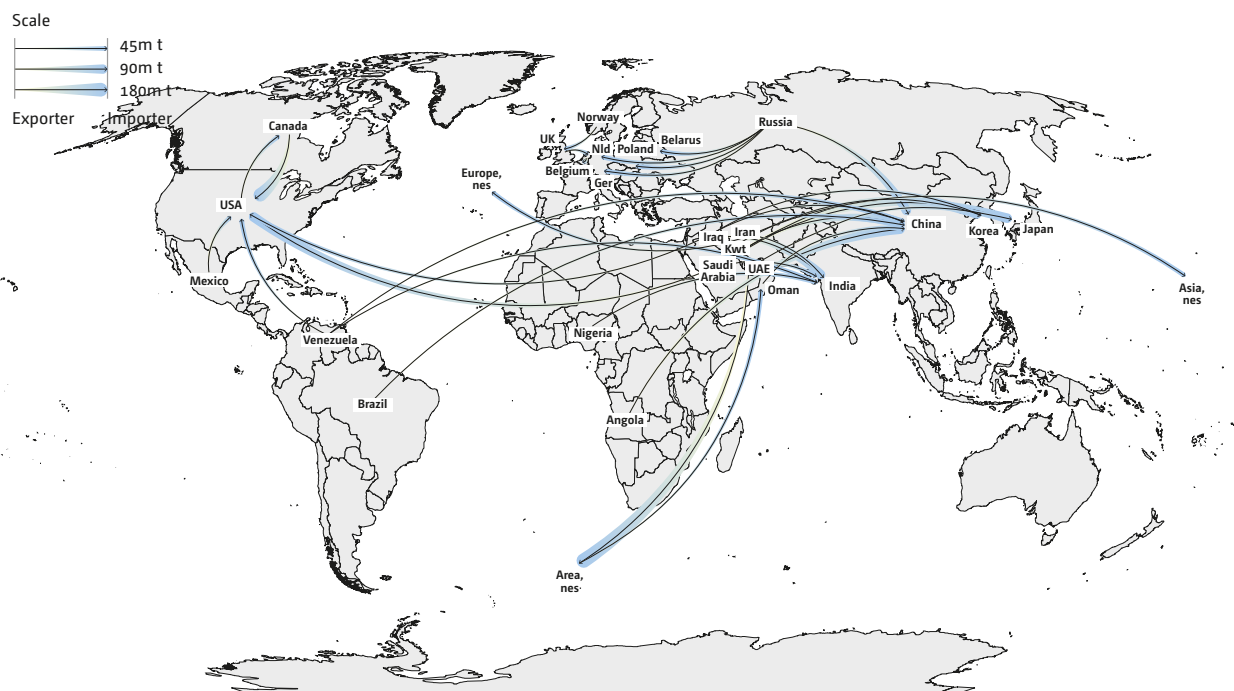 Scale
45m t
90m t
180m t
Exporter
Importer
Canada
Norway
Russia
UK
Belarus
Nld
Poland
Belgium
Ger
Europe,
nes
USA
China
Korea
Japan
Iraq
Iran
Kwt
Saudi
Arabia
UAE
Oman
India
Asia,
nes
Mexico
Venezuela
Nigeria
Brazil
Angola
Area,
nes